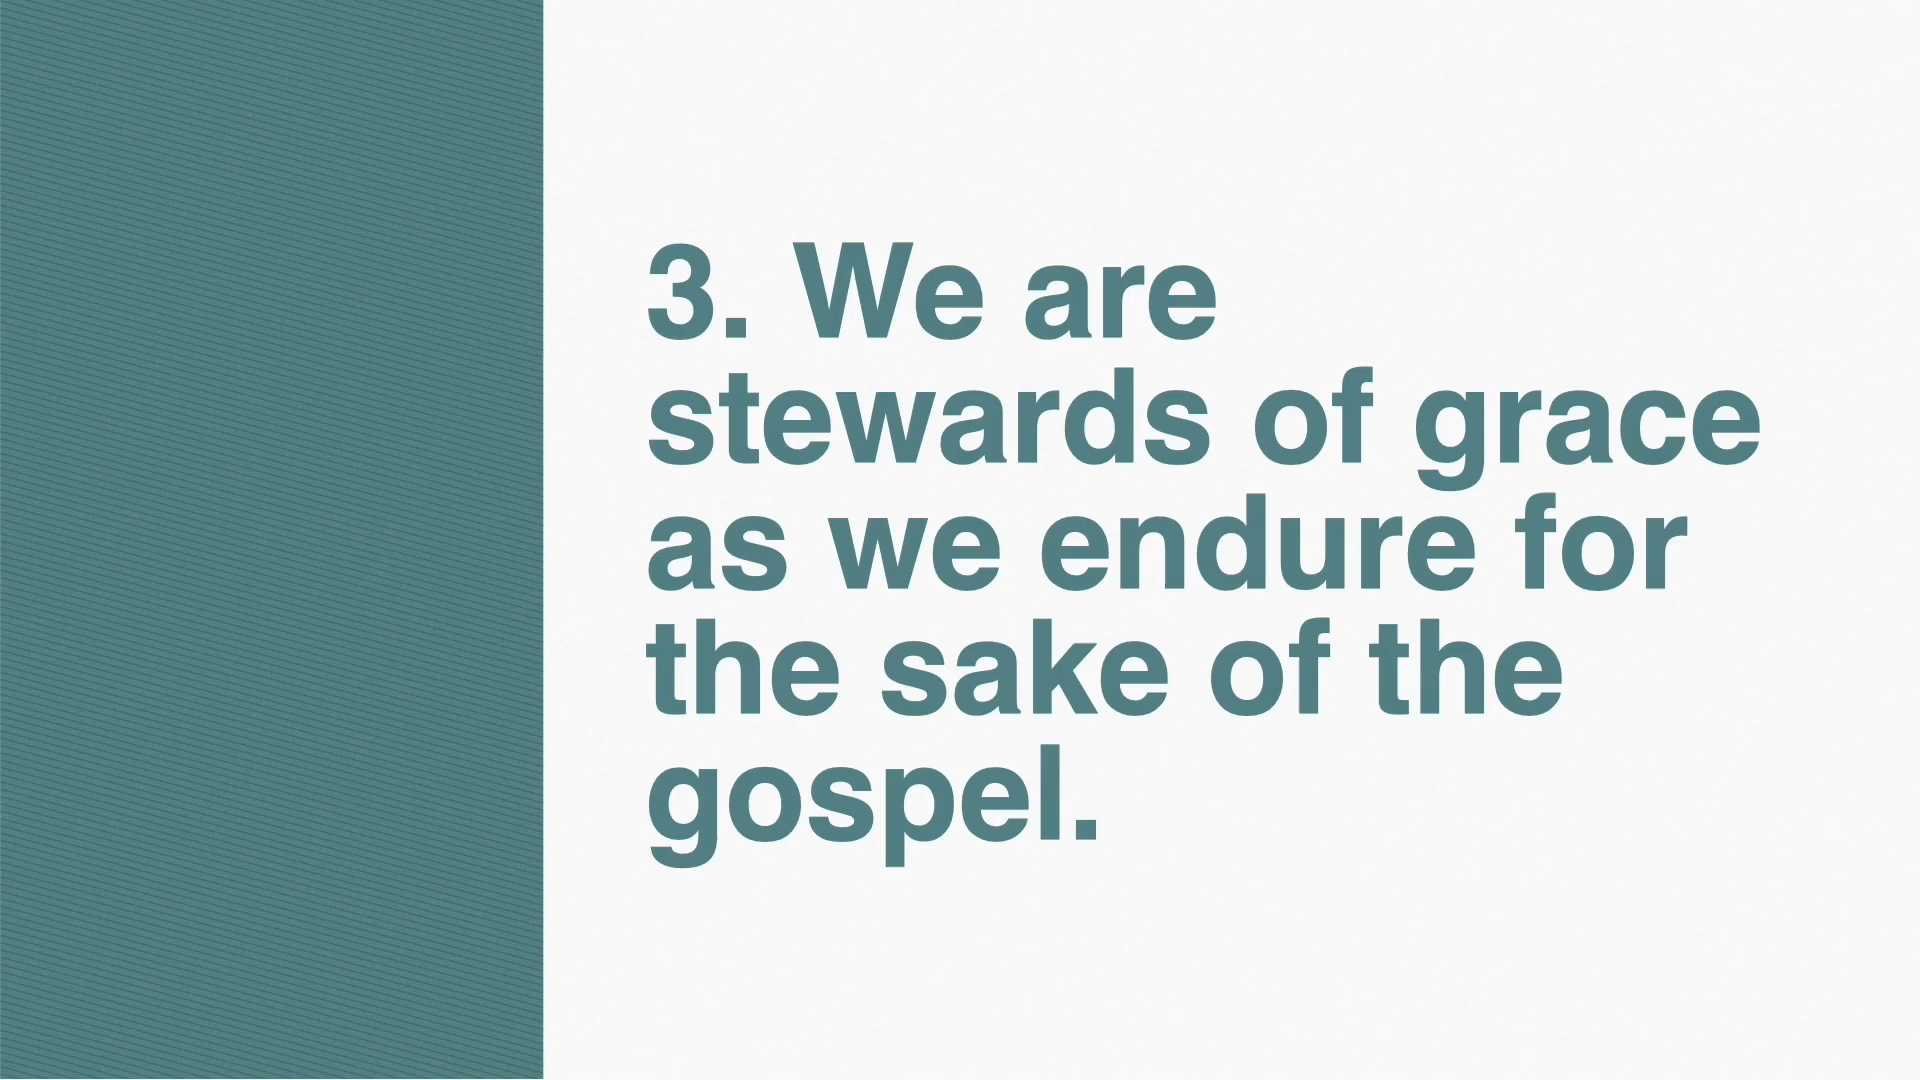 3. We are
stewards of grace
as we endure for
the sake of the
gospel.